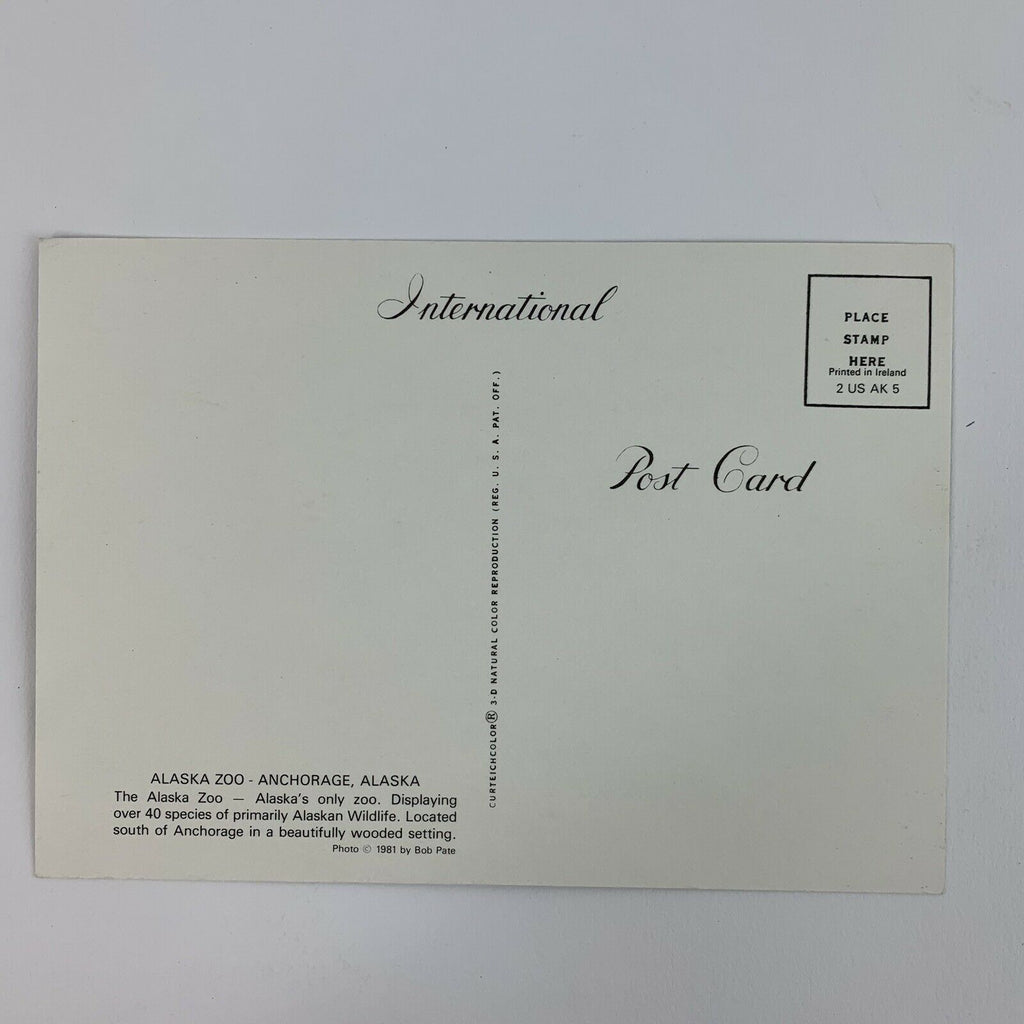 International
PLACE
STAMP
HERE
Printed in Ireland
2 US AK 5
Post Card
CURTEICHCOLOR® 3-D NATURAL COLOR REPRODUCTION (REG. U. S. A. PAT. OFF.)
ALASKA ZOO - ANCHORAGE, ALASKA
The Alaska Zoo — Alaska's only zoo. Displaying
over 40 species of primarily Alaskan Wildlife. Located
south of Anchorage in a beautifully wooded setting.
Photo © 1981 by Bob Pate